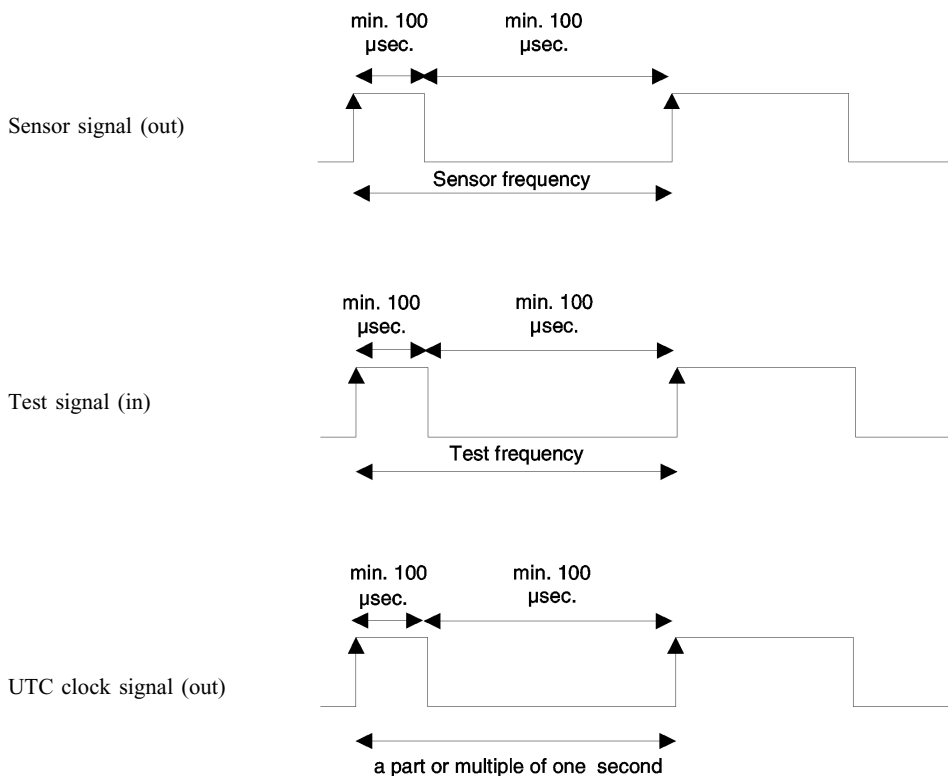 min. 100
µsec.
min. 100
µsec.
Sensor signal (out)
Sensor frequency
min. 100
µsec.
min. 100
µsec.
Test signal (in)
Test frequency
min. 100
µsec.
min. 100
µsec.
UTC clock signal (out)
a part or multiple of one second